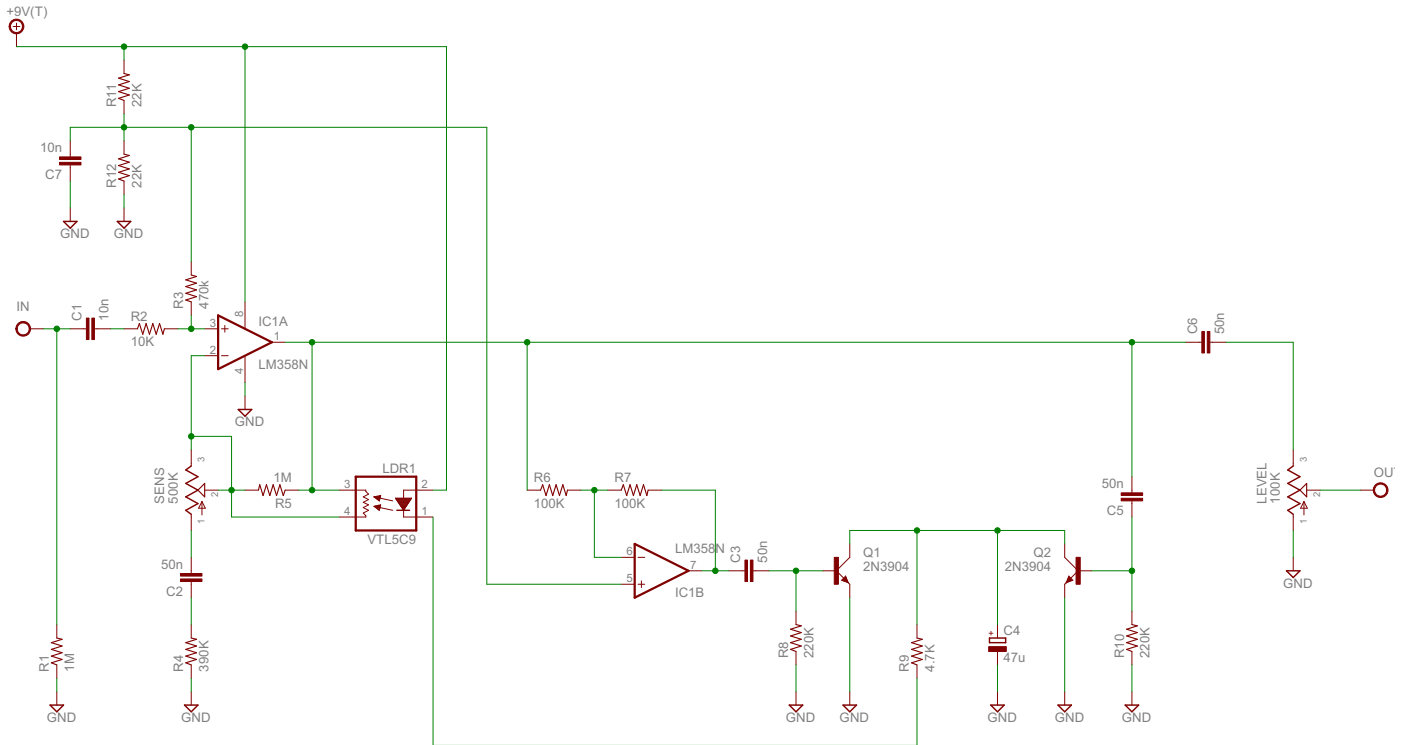 +9V(T)
R11
22K
10n
C7
R12
22K
GND
GND
R3
470k
IN
C1
10n
R2
10K
3
2
8
1
4
+
−
IC1A
LM358N
GND
SENS
500K
3
2
1
1M
R5
LDR1
3
4
2
1
VTL5C9
50n
C2
R4
390K
GND
R1
1M
GND
R6
100K
R7
100K
6
5
7
−
+
LM358N
IC1B
C3
50n
R8
220K
GND
Q1
2N3904
GND
R9
4.7K
+
C4
47u
GND
Q2
2N3904
GND
50n
C5
R10
220K
GND
C6
50n
LEVEL
100K
3
2
1
GND
OU